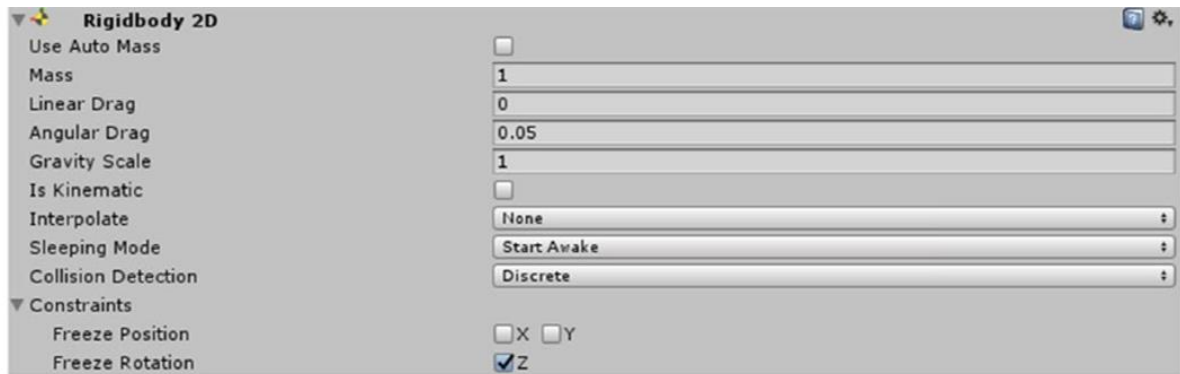 Rigidbody 2D
Use Auto Mass
Mass 1
Linear Drag 0
Angular Drag 0.05
Gravity Scale 1
Is Kinematic
Interpolate None
Sleeping Mode Start Awake
Collision Detection Discrete
Constraints
Freeze Position X Y
Freeze Rotation Z